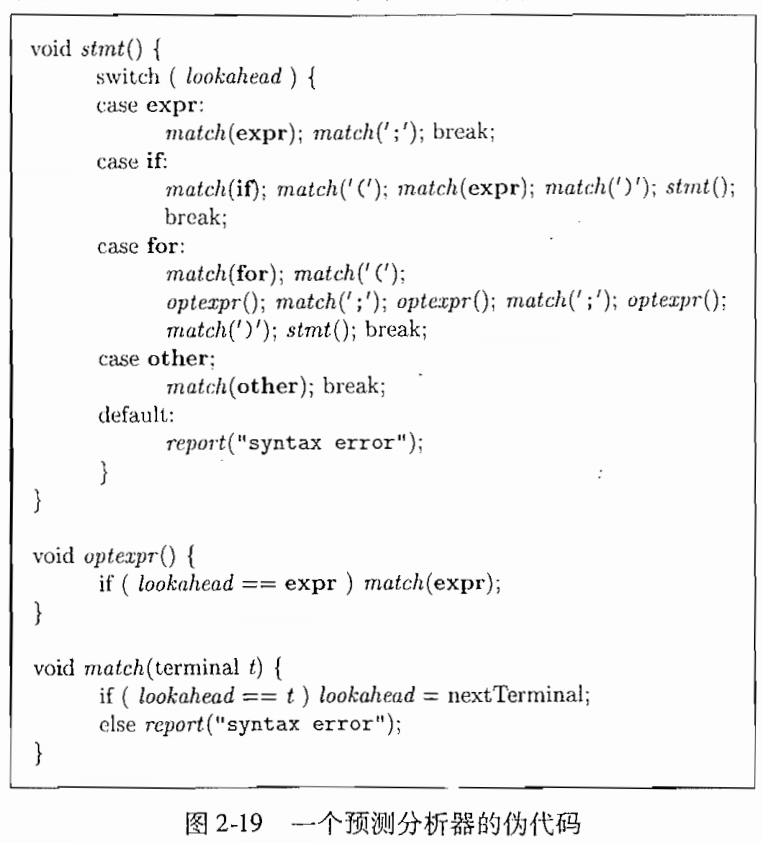 void stmt() {
switch ( lookahead ) {
case expr:
match(expr); match(';'); break;
case if:
match(if); match('('); match(expr); match(')'); stmt();
break;
case for:
match(for); match('(');
optexpr(); match(';'); optexpr(); match(';'); optexpr();
match(')'); stmt(); break;
case other;
match(other); break;
default:
report("syntax error");
}
}
void optexpr() {
if ( lookahead == expr ) match(expr);
}
void match(terminal t) {
if ( lookahead == t ) lookahead = nextTerminal;
else report("syntax error");
}
图 2-19 一个预测分析器的伪代码